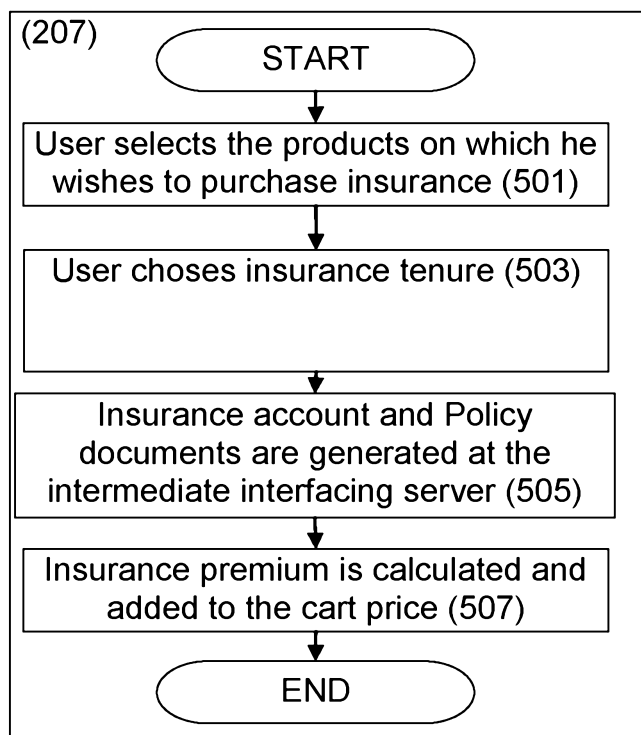 (207)
START
User selects the products on which he
wishes to purchase insurance (501)
User choses insurance tenure (503)
Insurance account and Policy
documents are generated at the
intermediate interfacing server (505)
Insurance premium is calculated and
added to the cart price (507)
END